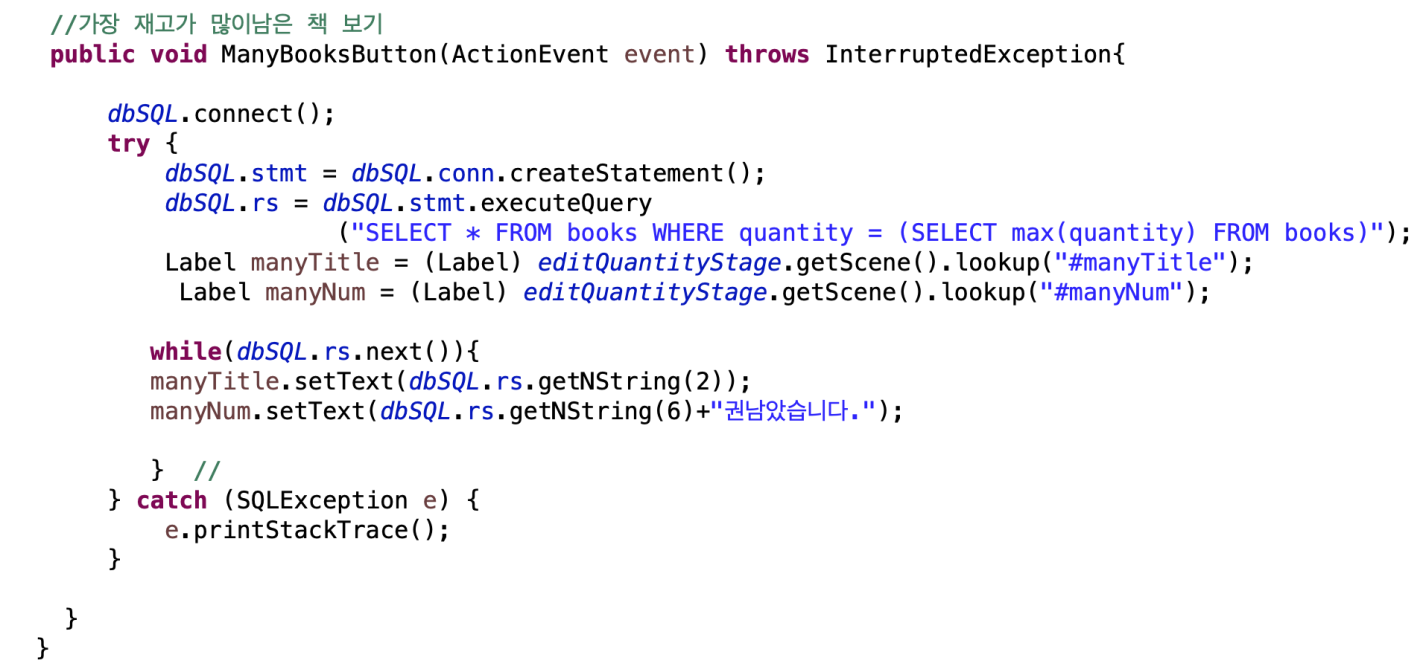 //가장 재고가 많이남은 책 보기
public void ManyBooksButton(ActionEvent event) throws InterruptedException{
dbSQL.connect();
try {
dbSQL.stmt = dbSQL.conn.createStatement();
dbSQL.rs = dbSQL.stmt.executeQuery
("SELECT * FROM books WHERE quantity = (SELECT max(quantity) FROM books)");
Label manyTitle = (Label) editQuantityStage.getScene().lookup("#manyTitle");
Label manyNum = (Label) editQuantityStage.getScene().lookup("#manyNum");
while(dbSQL.rs.next()){
manyTitle.setText(dbSQL.rs.getNString(2));
manyNum.setText(dbSQL.rs.getNString(6)+"권남았습니다.");
} //
} catch (SQLException e) {
e.printStackTrace();
}
}
}